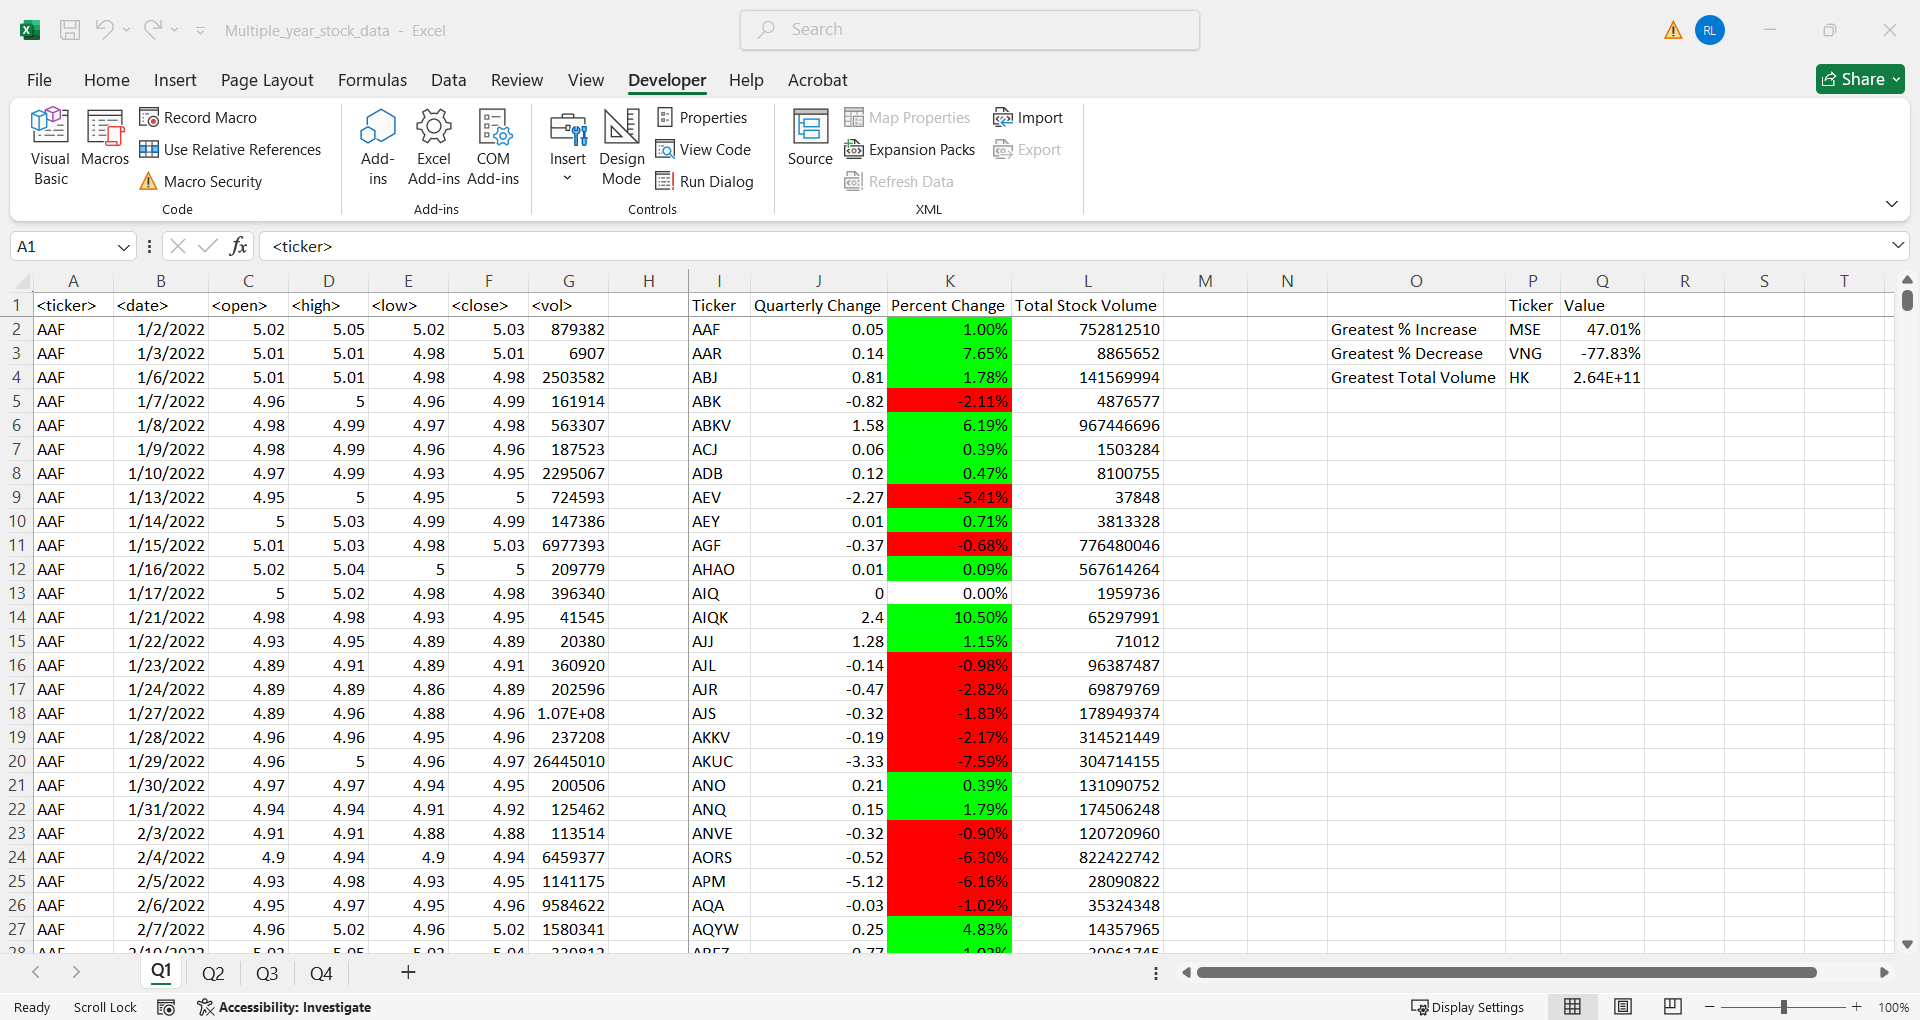 Multiple_year_stock_data - Excel
Search
RL
File Home Insert Page Layout Formulas Data Review View Developer Help Acrobat
Share
Visual Basic
Macros
Record Macro
Use Relative References
Macro Security
Code
Add-ins
Excel Add-ins
COM Add-ins
Add-ins
Insert
Design Mode
Properties
View Code
Run Dialog
Controls
Source
Map Properties
Expansion Packs
Refresh Data
Import
Export
XML
A1 fx <ticker>
A B C D E F G H I J K L M N O P Q R S T
1 <ticker> <date> <open> <high> <low> <close> <vol> Ticker Quarterly Change Percent Change Total Stock Volume Ticker Value
2 AAF 1/2/2022 5.02 5.05 5.02 5.03 879382 AAF 0.05 1.00% 752812510 Greatest % Increase MSE 47.01%
3 AAF 1/3/2022 5.01 5.01 4.98 5.01 6907 AAR 0.14 7.65% 8865652 Greatest % Decrease VNG -77.83%
4 AAF 1/6/2022 5.01 5.01 4.98 4.98 2503582 ABJ 0.81 1.78% 141569994 Greatest Total Volume HK 2.64E+11
5 AAF 1/7/2022 4.96 5 4.96 4.99 161914 ABK -0.82 -2.11% 4876577
6 AAF 1/8/2022 4.98 4.99 4.97 4.98 563307 ABKV 1.58 6.19% 967446696
7 AAF 1/9/2022 4.98 4.99 4.96 4.96 187523 ACJ 0.06 0.39% 1503284
8 AAF 1/10/2022 4.97 4.99 4.93 4.95 2295067 ADB 0.12 0.47% 8100755
9 AAF 1/13/2022 4.95 5 4.95 5 724593 AEV -2.27 -5.41% 37848
10 AAF 1/14/2022 5 5.03 4.99 4.99 147386 AEY 0.01 0.71% 3813328
11 AAF 1/15/2022 5.01 5.03 4.98 5.03 6977393 AGF -0.37 -0.68% 776480046
12 AAF 1/16/2022 5.02 5.04 5 5 209779 AHAO 0.01 0.09% 567614264
13 AAF 1/17/2022 5 5.02 4.98 4.98 396340 AIQ 0 0.00% 1959736
14 AAF 1/21/2022 4.98 4.98 4.93 4.95 41545 AIQK 2.4 10.50% 65297991
15 AAF 1/22/2022 4.93 4.95 4.89 4.89 20380 AJJ 1.28 1.15% 71012
16 AAF 1/23/2022 4.89 4.91 4.89 4.91 360920 AJL -0.14 -0.98% 96387487
17 AAF 1/24/2022 4.89 4.89 4.86 4.89 202596 AJR -0.47 -2.82% 69879769
18 AAF 1/27/2022 4.89 4.96 4.88 4.96 1.07E+08 AJS -0.32 -1.83% 178949374
19 AAF 1/28/2022 4.96 4.96 4.95 4.96 237208 AKKV -0.19 -2.17% 314521449
20 AAF 1/29/2022 4.96 5 4.96 4.97 26445010 AKUC -3.33 -7.59% 304714155
21 AAF 1/30/2022 4.97 4.97 4.94 4.95 200506 ANO 0.21 0.39% 131090752
22 AAF 1/31/2022 4.94 4.94 4.91 4.92 125462 ANQ 0.15 1.79% 174506248
23 AAF 2/3/2022 4.91 4.91 4.88 4.88 113514 ANVE -0.32 -0.90% 120720960
24 AAF 2/4/2022 4.9 4.94 4.9 4.94 6459377 AORS -0.52 -6.30% 822422742
25 AAF 2/5/2022 4.93 4.98 4.93 4.95 1141175 APM -5.12 -6.16% 28090822
26 AAF 2/6/2022 4.95 4.97 4.95 4.96 9584622 AQA -0.03 -1.02% 35324348
27 AAF 2/7/2022 4.96 5.02 4.96 5.02 1580341 AQYW 0.25 4.83% 14357965
Q1 Q2 Q3 Q4
Ready Scroll Lock Accessibility: Investigate Display Settings 100%